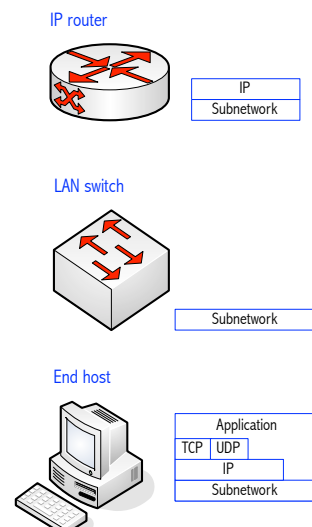 IP router
IP
Subnetwork
LAN switch
Subnetwork
End host
Application
TCP UDP
IP
Subnetwork